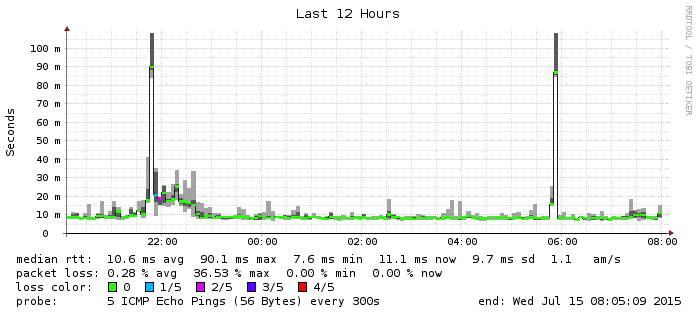 Last 12 Hours
RRDTOOL / TOBI OETIKER
Seconds
100 m
90 m
80 m
70 m
60 m
50 m
40 m
30 m
20 m
10 m
0
22:00 00:00 02:00 04:00 06:00 08:00
median rtt: 10.6 ms avg 90.1 ms max 7.6 ms min 11.1 ms now 9.7 ms sd 1.1 am/s
packet loss: 0.28 % avg 36.53 % max 0.00 % min 0.00 % now
loss color: 0 1/5 2/5 3/5 4/5
probe: 5 ICMP Echo Pings (56 Bytes) every 300s end: Wed Jul 15 08:05:09 2015